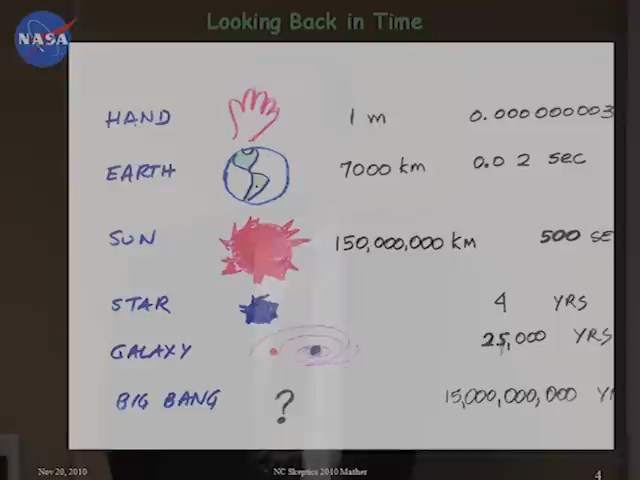 Looking Back in Time
NASA
HAND 1 m 0.000000003
EARTH 7000 km 0.02 sec
SUN 150,000,000 km 500 SE
STAR 4 YRS
GALAXY 25,000 YRS
BIG BANG ? 15,000,000,000 Y
Nov 20, 2010 NC Skeptics 2010 Mather 4